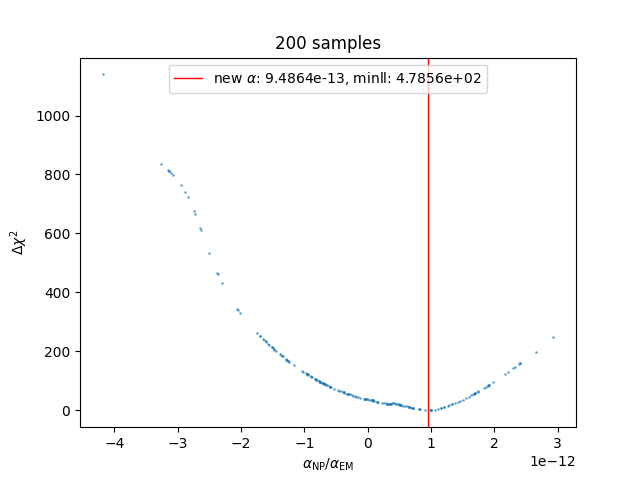 200 samples
new α: 9.4864e-13, minll: 4.7856e+02
Δχ²
1000
800
600
400
200
0
−4 −3 −2 −1 0 1 2 3
1e−12
α_NP/α_EM